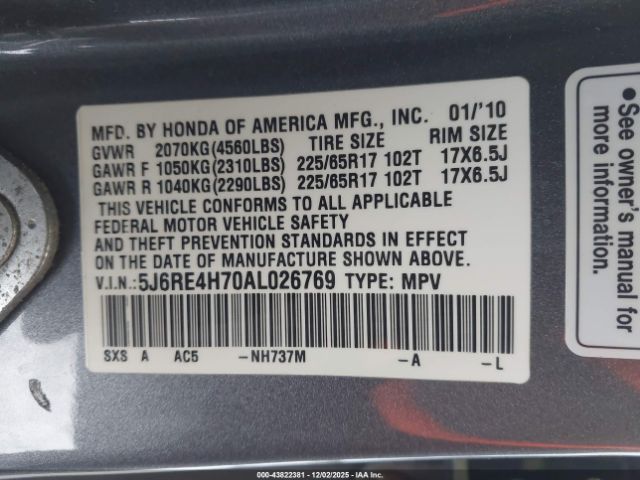 MFD. BY HONDA OF AMERICA MFG., INC. 01/'10
GVWR 2070KG(4560LBS) TIRE SIZE RIM SIZE
GAWR F 1050KG(2310LBS) 225/65R17 102T 17X6.5J
GAWR R 1040KG(2290LBS) 225/65R17 102T 17X6.5J
THIS VEHICLE CONFORMS TO ALL APPLICABLE
FEDERAL MOTOR VEHICLE SAFETY
AND THEFT PREVENTION STANDARDS IN EFFECT
ON THE DATE OF MANUFACTURE SHOWN ABOVE.
V.I.N.:5J6RE4H70AL026769 TYPE: MPV
SXS A AC5 -NH737M -A -L
●See owner's manual for
information.
000-43822381 - 12/02/2025 - IAA Inc.